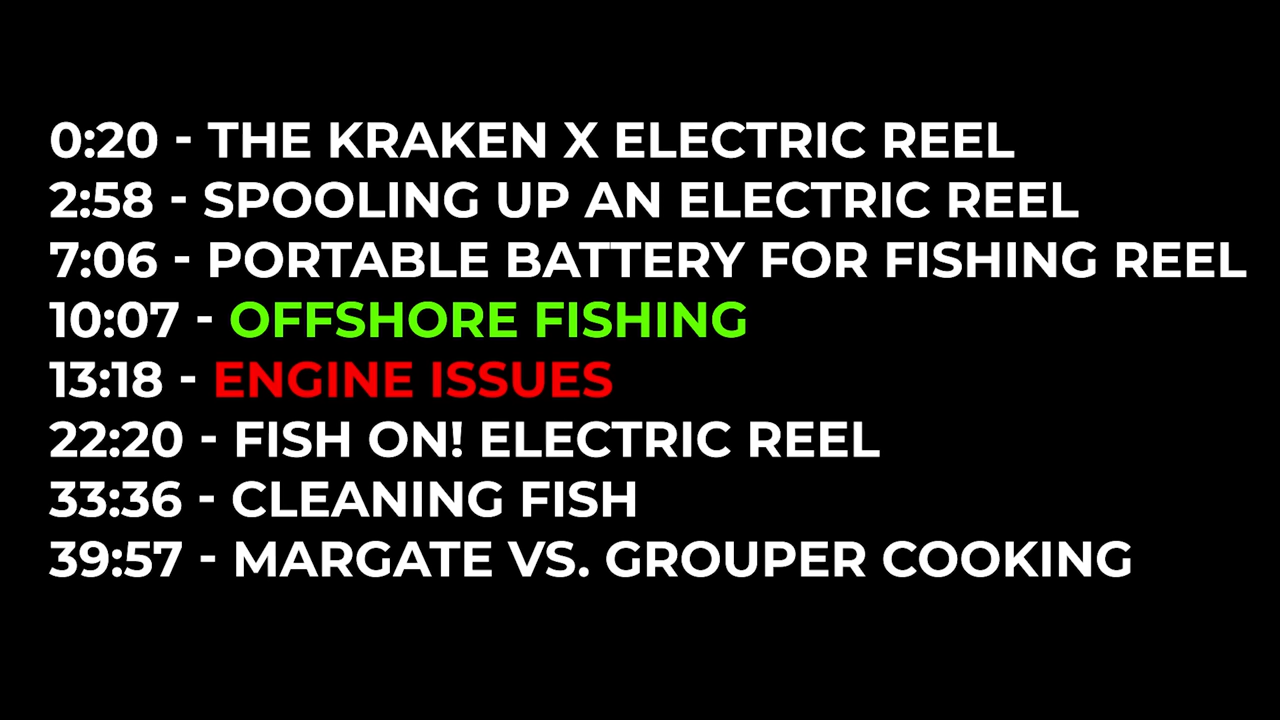 0:20 - THE KRAKEN X ELECTRIC REEL
2:58 - SPOOLING UP AN ELECTRIC REEL
7:06 - PORTABLE BATTERY FOR FISHING REEL
10:07 - OFFSHORE FISHING
13:18 - ENGINE ISSUES
22:20 - FISH ON! ELECTRIC REEL
33:36 - CLEANING FISH
39:57 - MARGATE VS. GROUPER COOKING